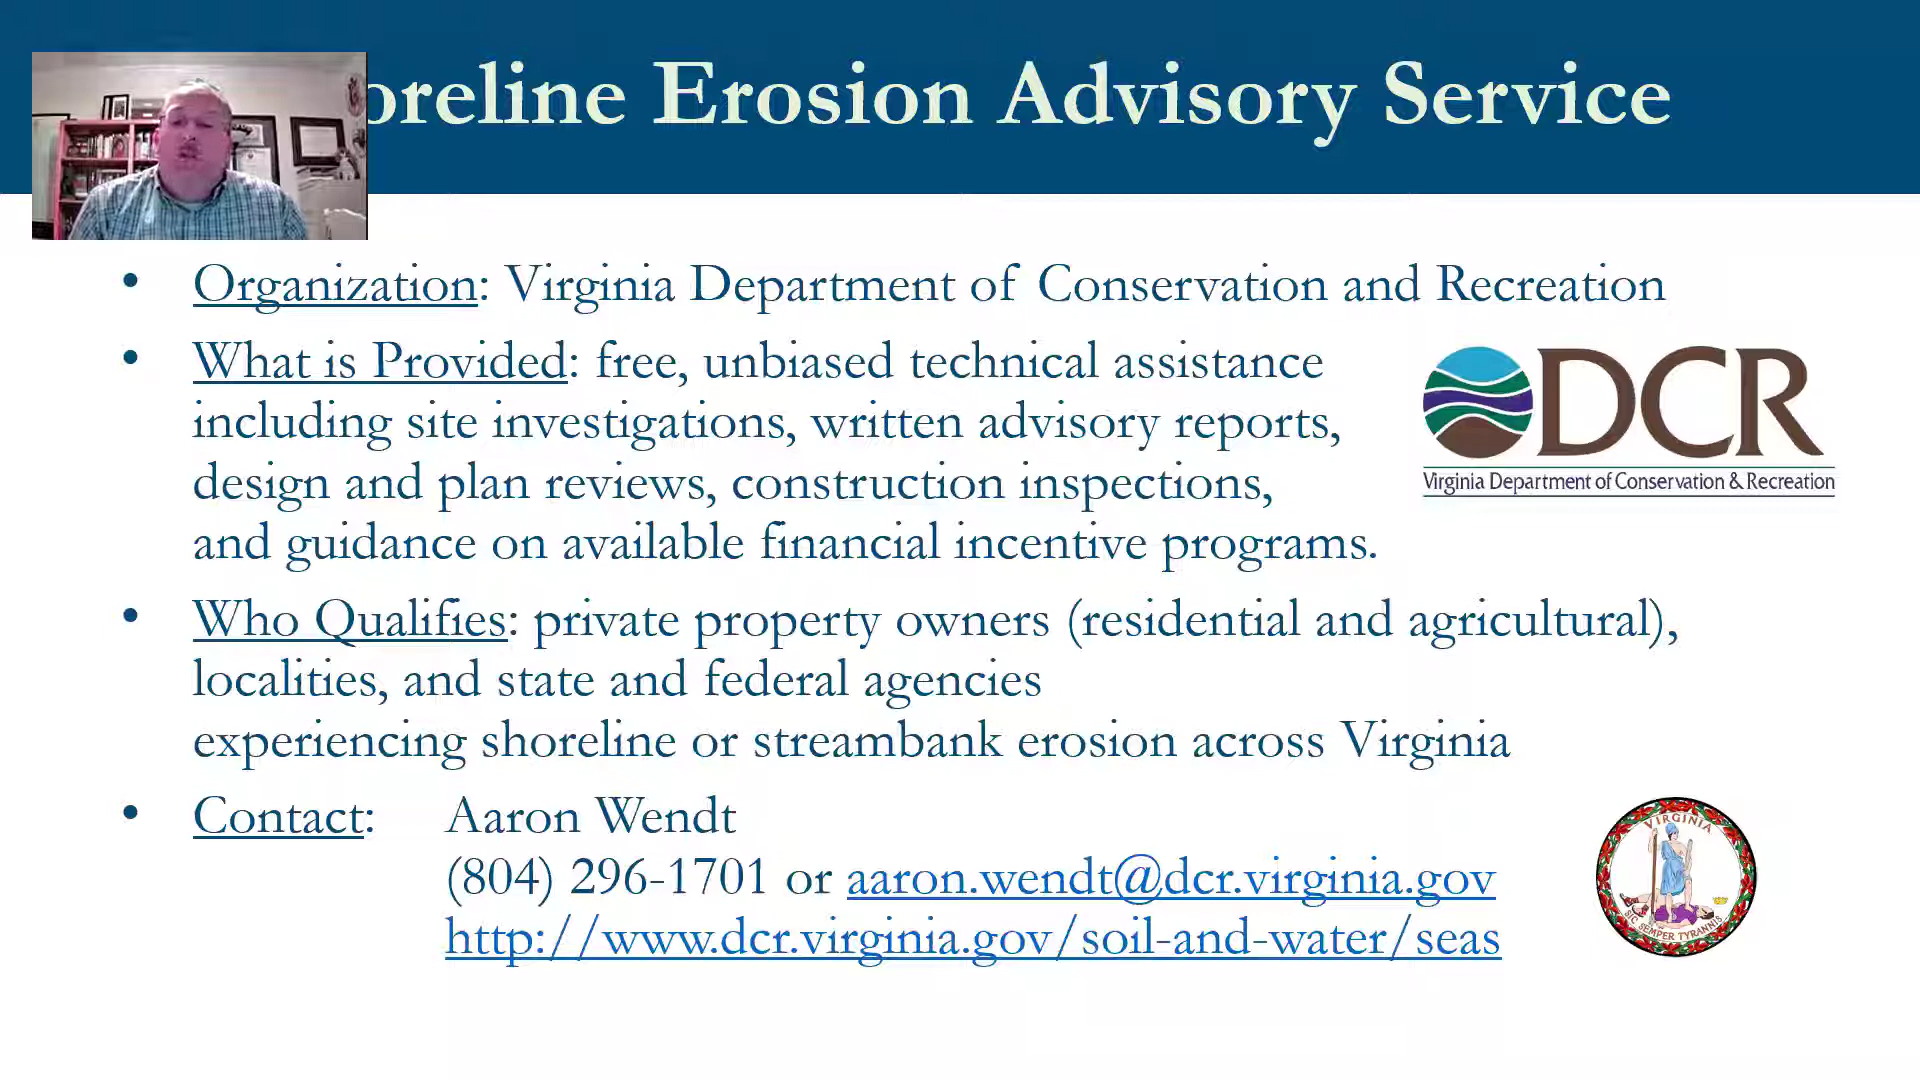 oreline Erosion Advisory Service
• Organization: Virginia Department of Conservation and Recreation
• What is Provided: free, unbiased technical assistance
including site investigations, written advisory reports,
design and plan reviews, construction inspections,
and guidance on available financial incentive programs.
DCR
Virginia Department of Conservation & Recreation
• Who Qualifies: private property owners (residential and agricultural),
localities, and state and federal agencies
experiencing shoreline or streambank erosion across Virginia
• Contact: Aaron Wendt
(804) 296-1701 or aaron.wendt@dcr.virginia.gov
http://www.dcr.virginia.gov/soil-and-water/seas
VIRGINIA
SIC SEMPER TYRANNIS